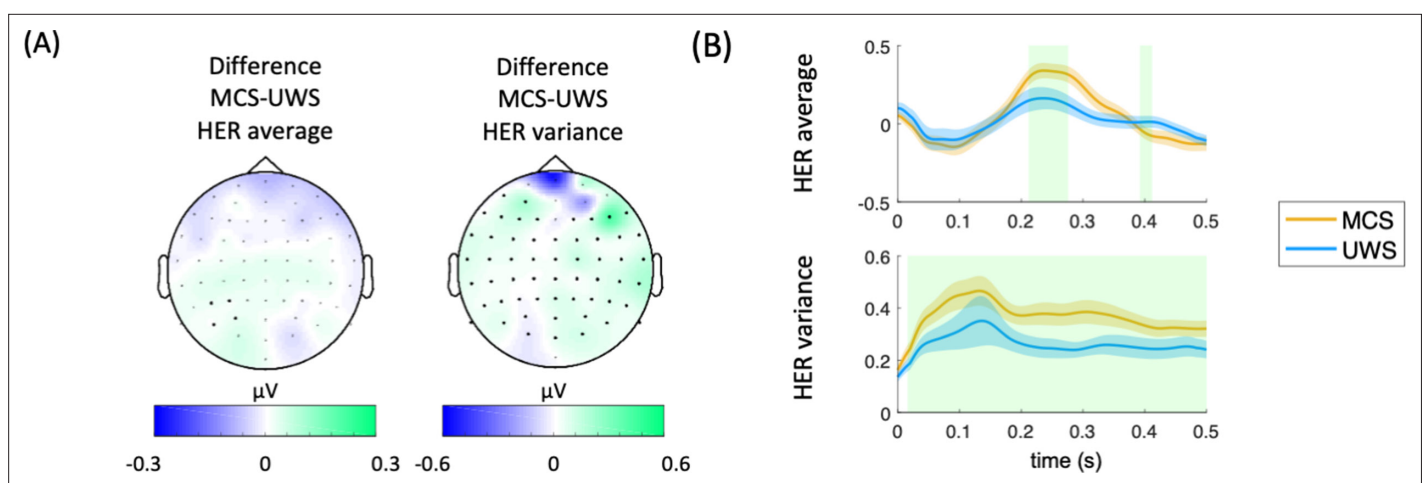 (A)
Difference
MCS-UWS
HER average
µV
-0.3 0 0.3
Difference
MCS-UWS
HER variance
µV
-0.6 0 0.6
(B)
HER average
0.5
0
-0.5
0 0.1 0.2 0.3 0.4 0.5
HER variance
0.6
0.4
0.2
0
0 0.1 0.2 0.3 0.4 0.5
time (s)
MCS
UWS